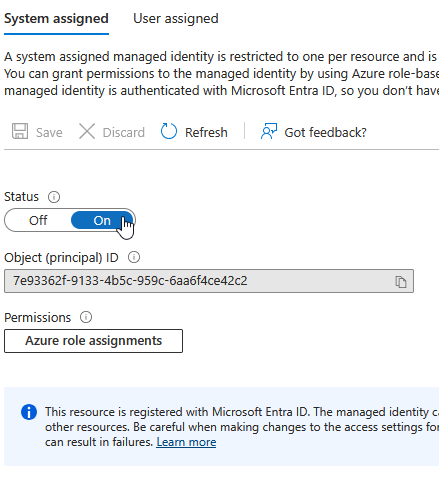 System assigned User assigned
A system assigned managed identity is restricted to one per resource and is
You can grant permissions to the managed identity by using Azure role-base
managed identity is authenticated with Microsoft Entra ID, so you don't have
Save Discard Refresh Got feedback?
Status
Off On
Object (principal) ID
7e93362f-9133-4b5c-959c-6aa6f4ce42c2
Permissions
Azure role assignments
This resource is registered with Microsoft Entra ID. The managed identity ca
other resources. Be careful when making changes to the access settings for
can result in failures. Learn more